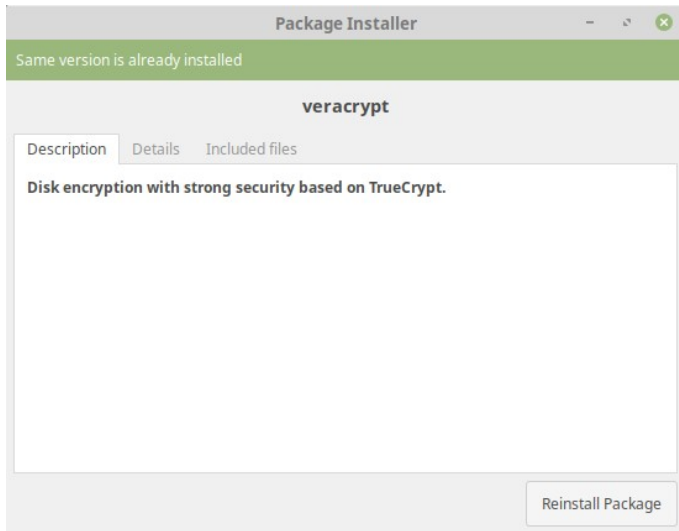 Package Installer
Same version is already installed
veracrypt
Description Details Included files
Disk encryption with strong security based on TrueCrypt.
Reinstall Package